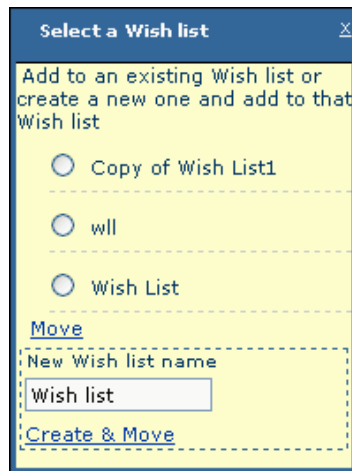 Select a Wish list X
Add to an existing Wish list or
create a new one and add to that
Wish list
Copy of Wish List1
wll
Wish List
Move
New Wish list name
Wish list
Create & Move